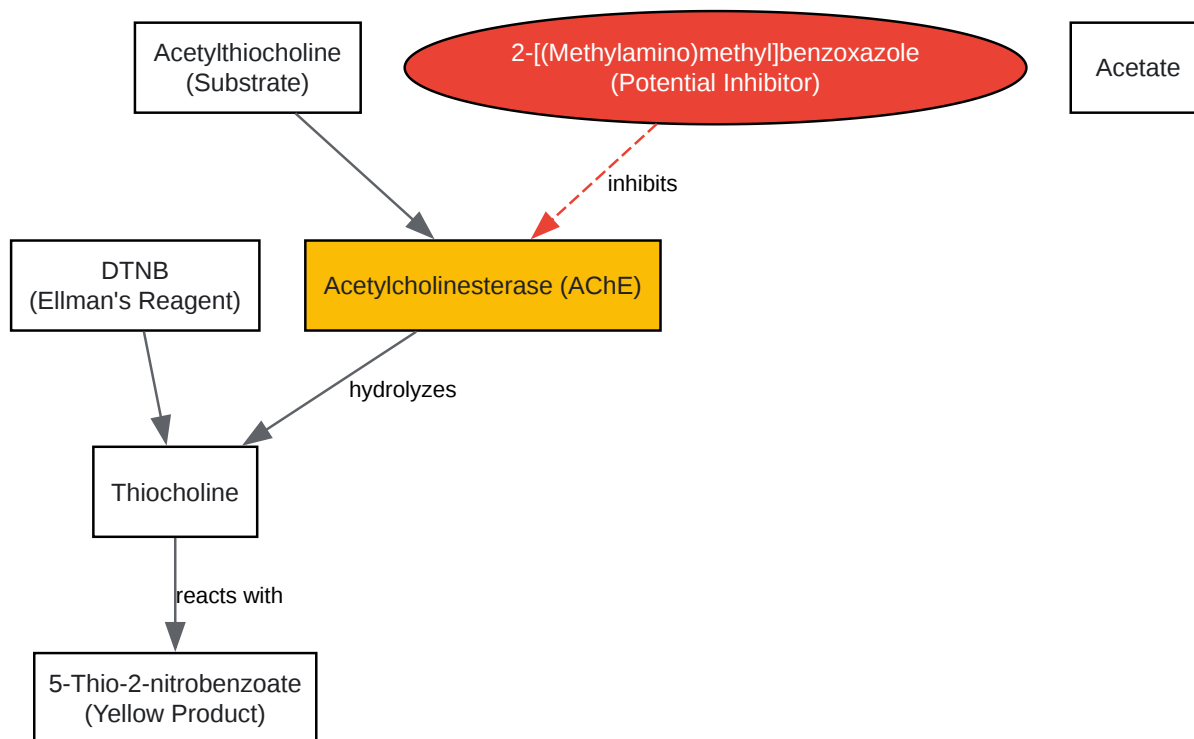 Acetylthiocholine
(Substrate)
2-[(Methylamino)methyl]benzoxazole
(Potential Inhibitor)
Acetate
inhibits
DTNB
(Ellman's Reagent)
Acetylcholinesterase (AChE)
hydrolyzes
Thiocholine
reacts with
5-Thio-2-nitrobenzoate
(Yellow Product)